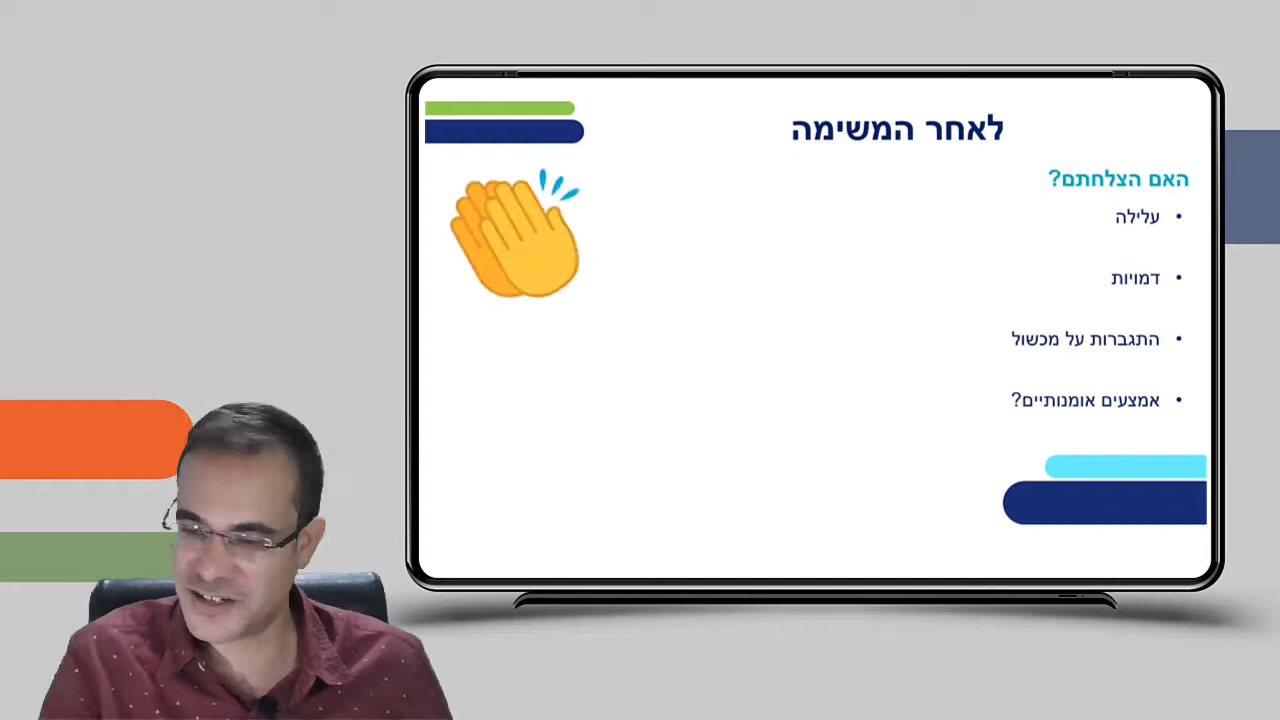 לאחר המשימה
האם הצלחתם?
• עלילה
• דמויות
• התגברות על מכשול
• אמצעים אומנותיים?